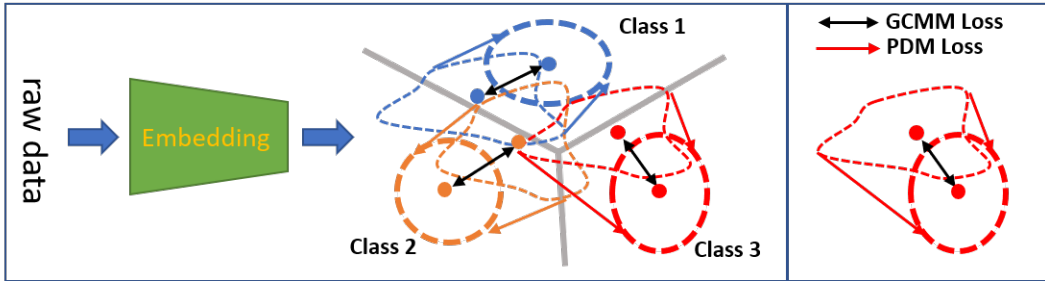 raw data
Embedding
Class 1
Class 2
Class 3
GCMM Loss
PDM Loss